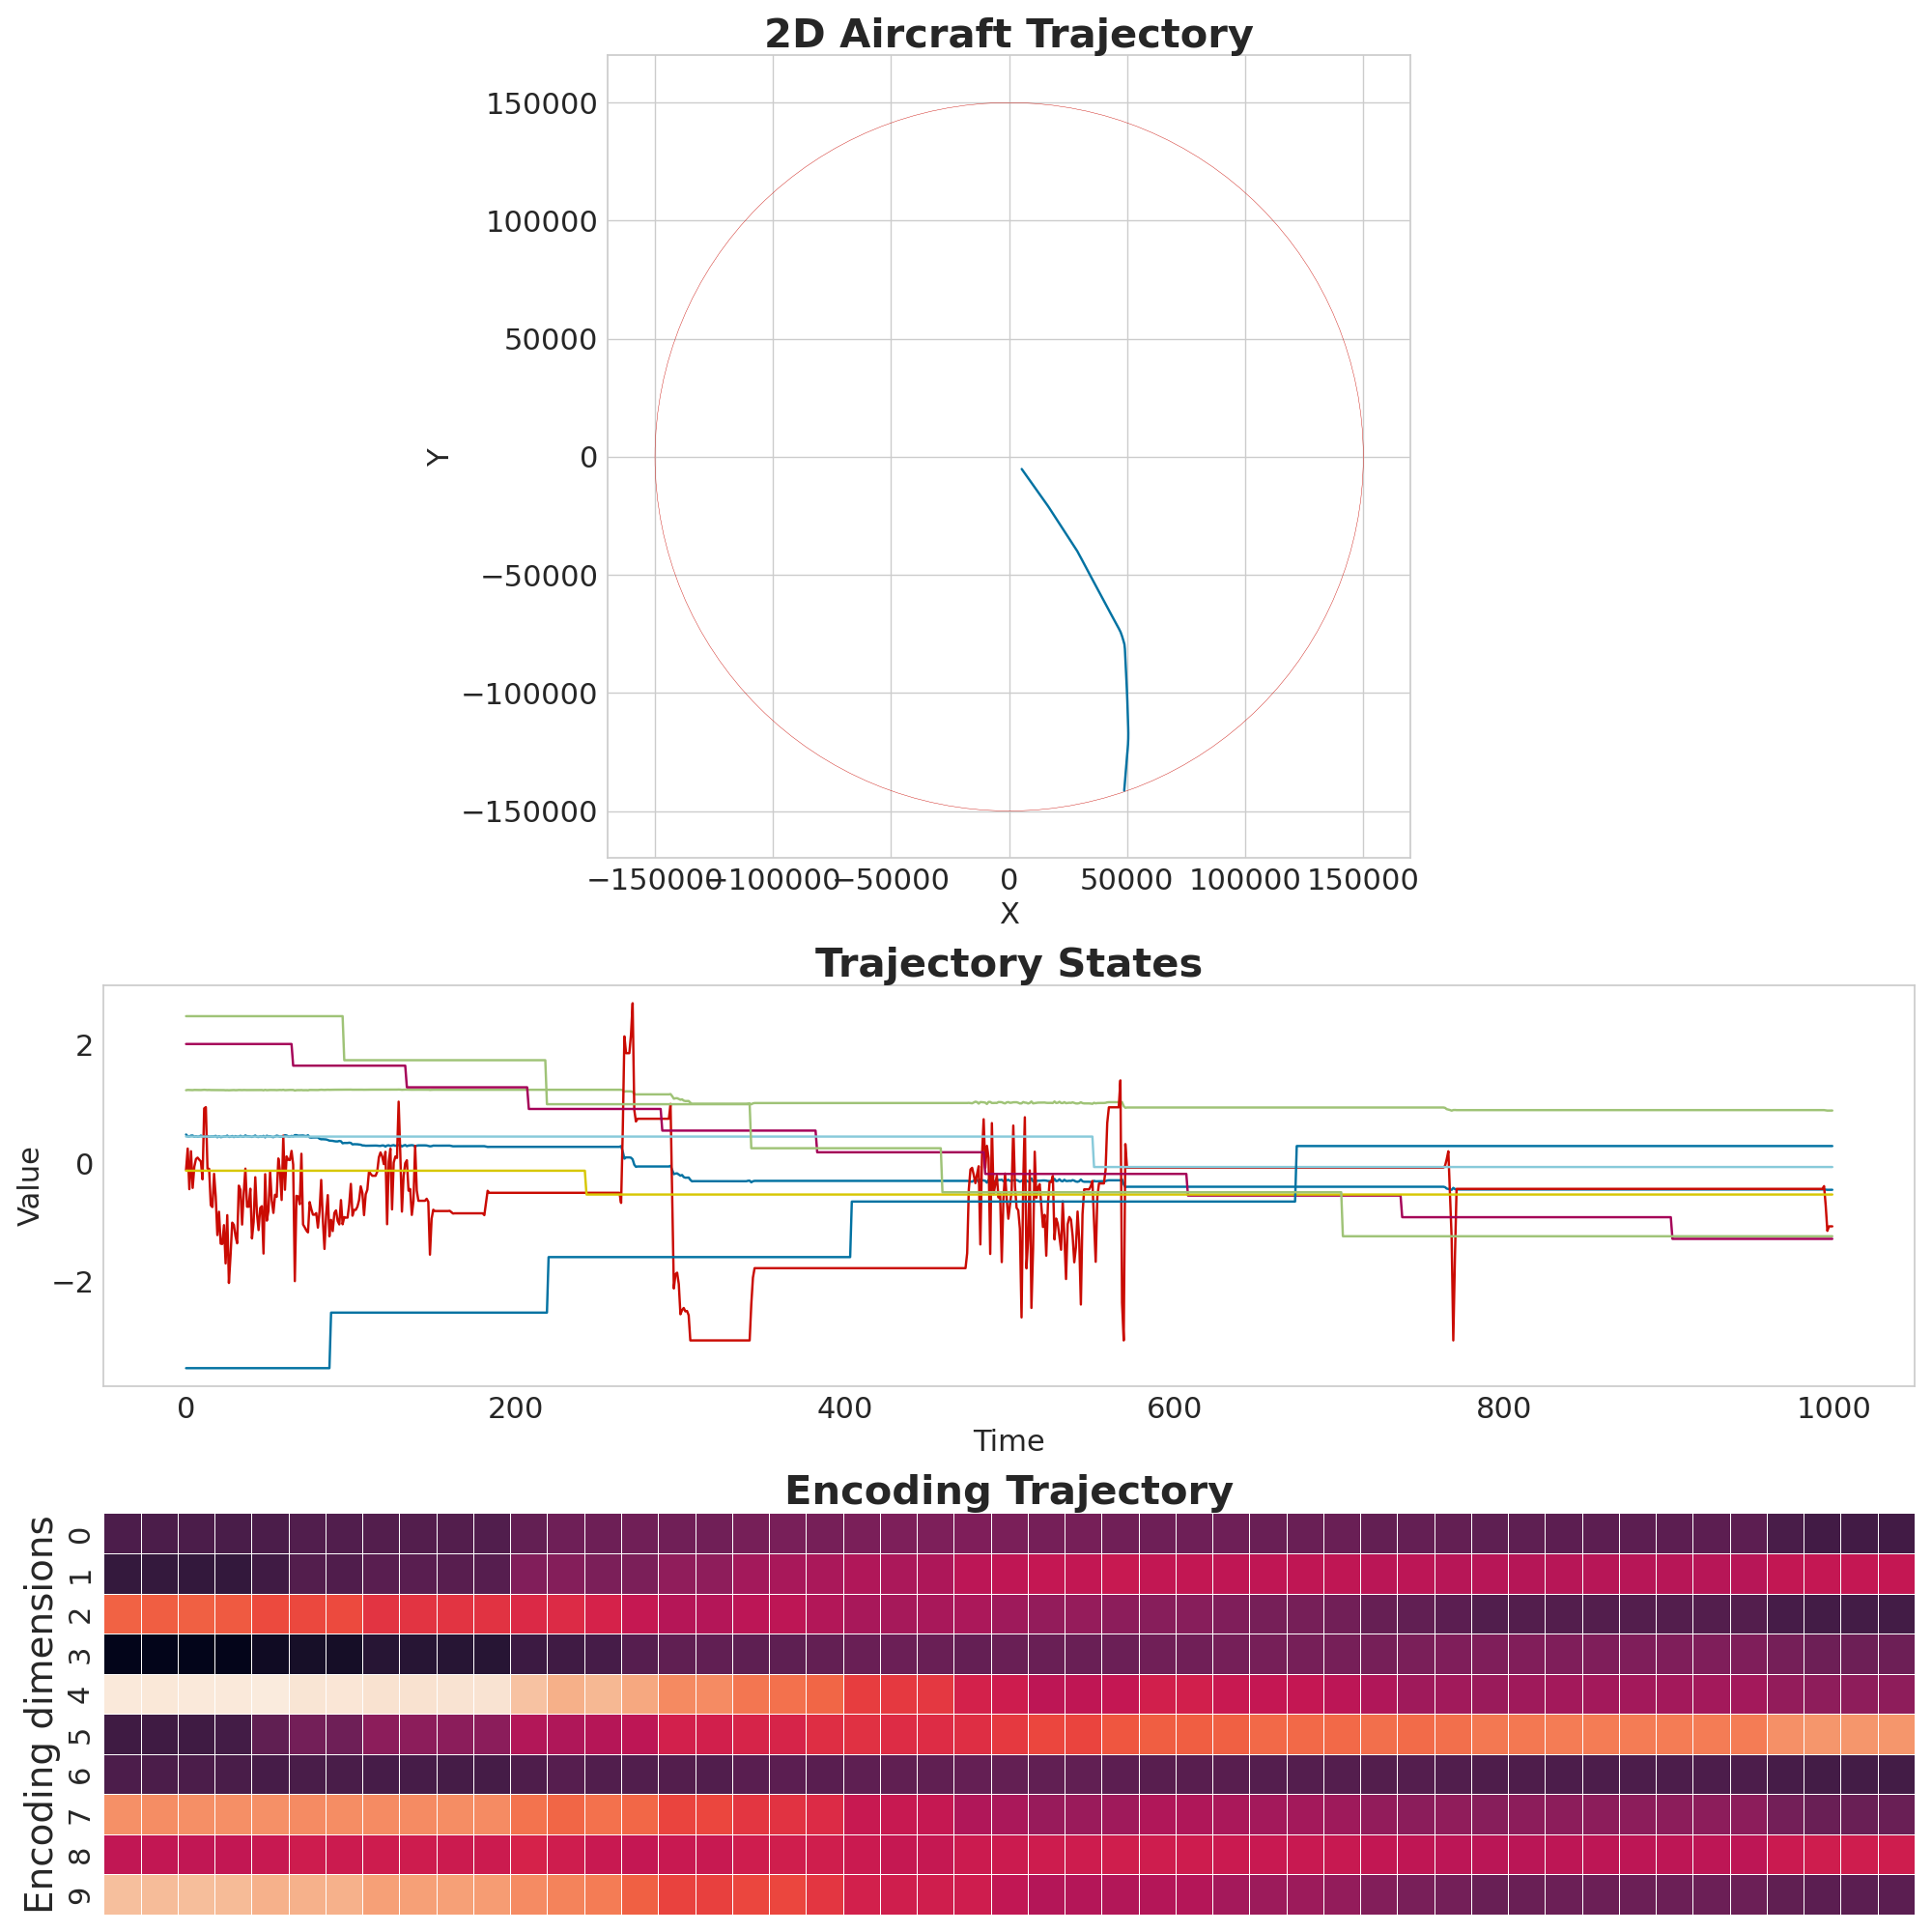 2D Aircraft Trajectory
150000
100000
50000
0
−50000
−100000
−150000
Y
−150000 −100000 −50000 0 50000 100000 150000
X
Trajectory States
2
0
−2
Value
0 200 400 600 800 1000
Time
Encoding Trajectory
Encoding dimensions
0
1
2
3
4
5
6
7
8
9